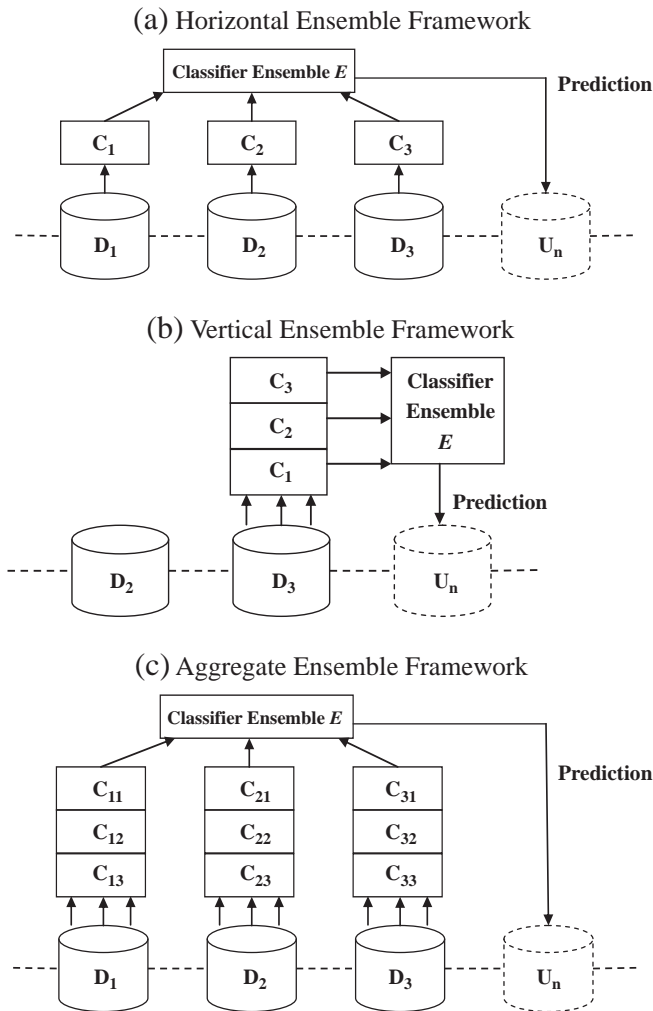 (a) Horizontal Ensemble Framework
Classifier Ensemble E
Prediction
C₁ C₂ C₃
D₁ D₂ D₃ Uₙ
(b) Vertical Ensemble Framework
C₃
C₂
C₁
Classifier
Ensemble
E
Prediction
D₂ D₃ Uₙ
(c) Aggregate Ensemble Framework
Classifier Ensemble E
Prediction
C₁₁ C₂₁ C₃₁
C₁₂ C₂₂ C₃₂
C₁₃ C₂₃ C₃₃
D₁ D₂ D₃ Uₙ